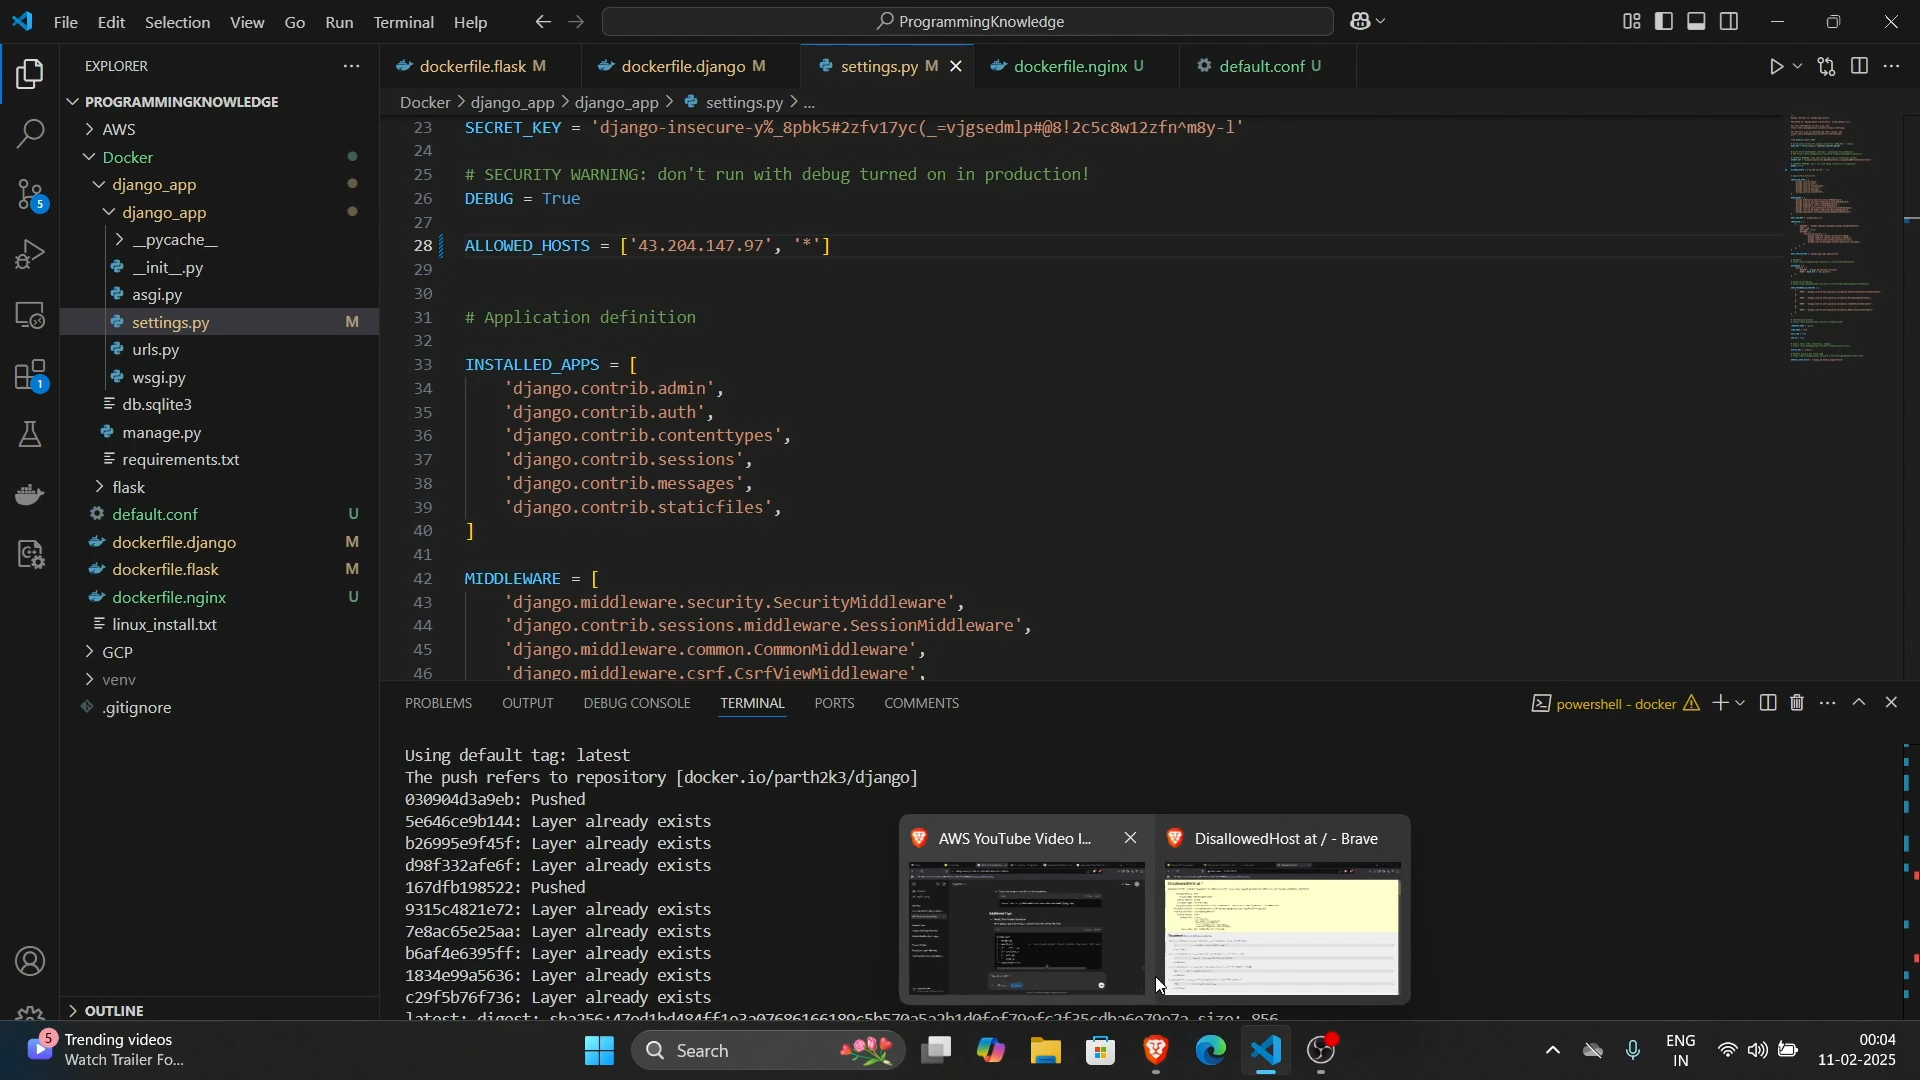 File Edit Selection View Go Run Terminal Help
ProgrammingKnowledge
EXPLORER
PROGRAMMINGKNOWLEDGE
AWS
Docker
django_app
django_app
__pycache__
__init__.py
asgi.py
settings.py M
urls.py
wsgi.py
db.sqlite3
manage.py
requirements.txt
flask
default.conf U
dockerfile.django M
dockerfile.flask M
dockerfile.nginx U
linux_install.txt
GCP
venv
.gitignore
OUTLINE
5
1
dockerfile.flask M
dockerfile.django M
settings.py M
dockerfile.nginx U
default.conf U
Docker > django_app > django_app > settings.py > ...
23 SECRET_KEY = 'django-insecure-y%_8pbk5#2zfv17yc(_=vjgsedmlp#@8!2c5c8w12zfn^m8y-l'
24
25 # SECURITY WARNING: don't run with debug turned on in production!
26 DEBUG = True
27
28 ALLOWED_HOSTS = ['43.204.147.97', '*']
29
30
31 # Application definition
32
33 INSTALLED_APPS = [
34 'django.contrib.admin',
35 'django.contrib.auth',
36 'django.contrib.contenttypes',
37 'django.contrib.sessions',
38 'django.contrib.messages',
39 'django.contrib.staticfiles',
40 ]
41
42 MIDDLEWARE = [
43 'django.middleware.security.SecurityMiddleware',
44 'django.contrib.sessions.middleware.SessionMiddleware',
45 'django.middleware.common.CommonMiddleware',
46 'django.middleware.csrf.CsrfViewMiddleware',
PROBLEMS OUTPUT DEBUG CONSOLE TERMINAL PORTS COMMENTS
powershell - docker
Using default tag: latest
The push refers to repository [docker.io/parth2k3/django]
030904d3a9eb: Pushed
5e646ce9b144: Layer already exists
b26995e9f45f: Layer already exists
d98f332afe6f: Layer already exists
167dfb198522: Pushed
9315c4821e72: Layer already exists
7e8ac65e25aa: Layer already exists
b6af4e6395ff: Layer already exists
1834e99a5636: Layer already exists
c29f5b76f736: Layer already exists
AWS YouTube Video I...
DisallowedHost at / - Brave
5
Trending videos
Watch Trailer Fo...
Search
ENG
IN
00:04
11-02-2025